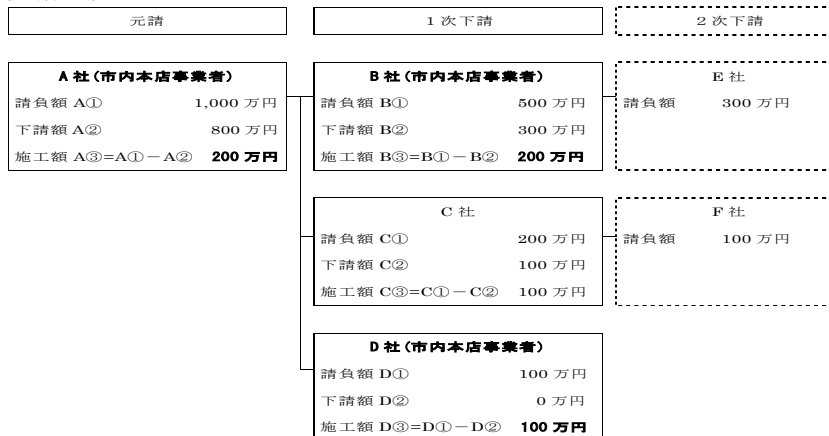 元請
1次下請
2次下請
A社(市内本店事業者)
請負額 A① 1,000万円
下請額 A② 800万円
施工額 A③=A①−A② 200万円
B社(市内本店事業者)
請負額 B① 500万円
下請額 B② 300万円
施工額 B③=B①−B② 200万円
E社
請負額 300万円
C社
請負額 C① 200万円
下請額 C② 100万円
施工額 C③=C①−C② 100万円
F社
請負額 100万円
D社(市内本店事業者)
請負額 D① 100万円
下請額 D② 0万円
施工額 D③=D①−D② 100万円